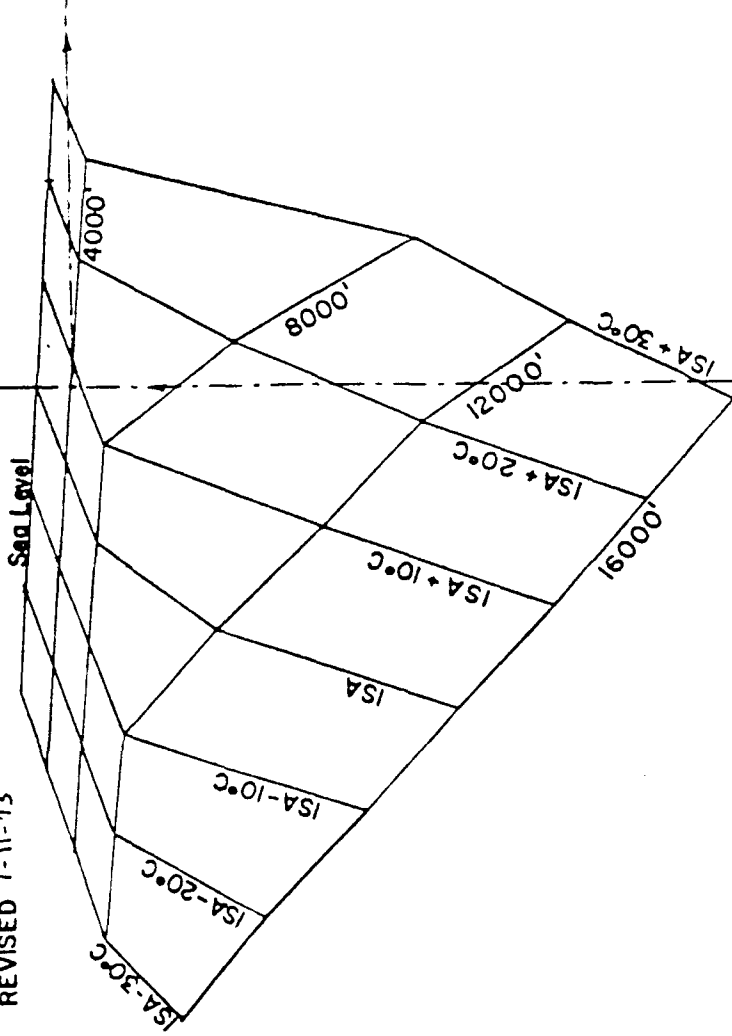 REVISED 7-11-73
Sea Level
4000'
8000'
12000'
16000'
ISA-30°C
ISA-20°C
ISA-10°C
ISA
ISA+10°C
ISA+20°C
ISA+30°C